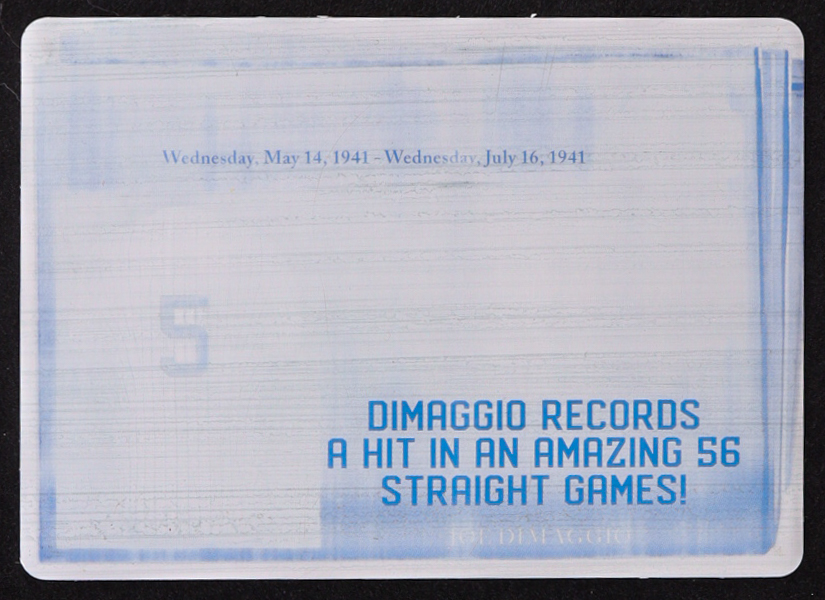 Wednesday, May 14, 1941 – Wednesday, July 16, 1941
5
DIMAGGIO RECORDS
A HIT IN AN AMAZING 56
STRAIGHT GAMES!
JOE DIMAGGIO